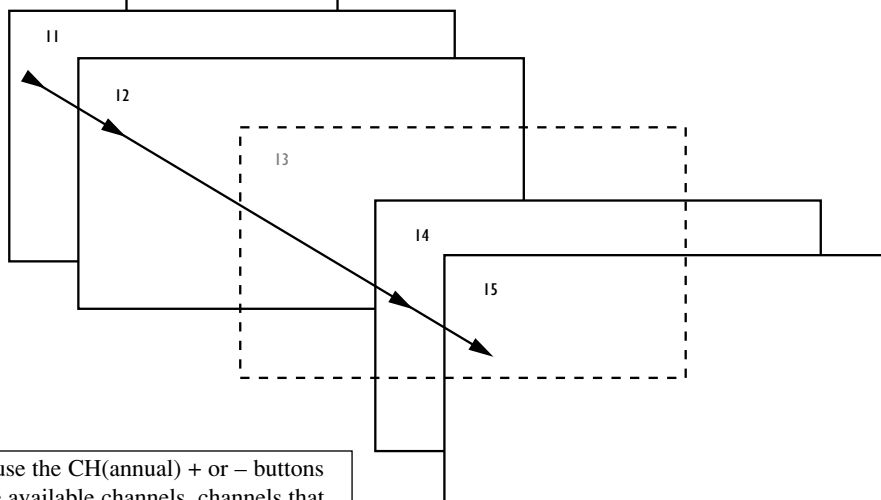 11
12
13
14
15
use the CH(annual) + or – buttons
available channels, channels that